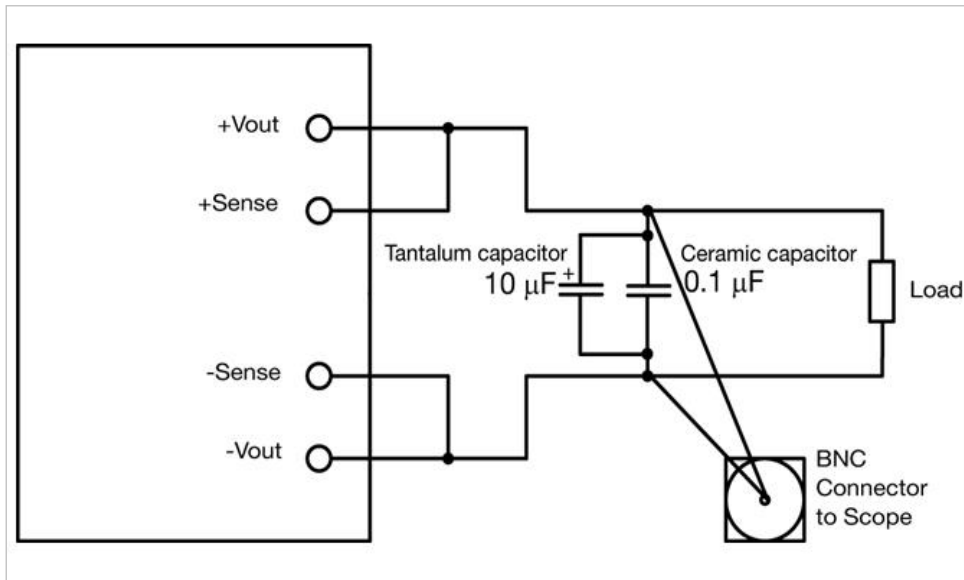 +Vout
+Sense
Tantalum capacitor
10 μF +
Ceramic capacitor
0.1 μF
Load
-Sense
-Vout
BNC
Connector
to Scope